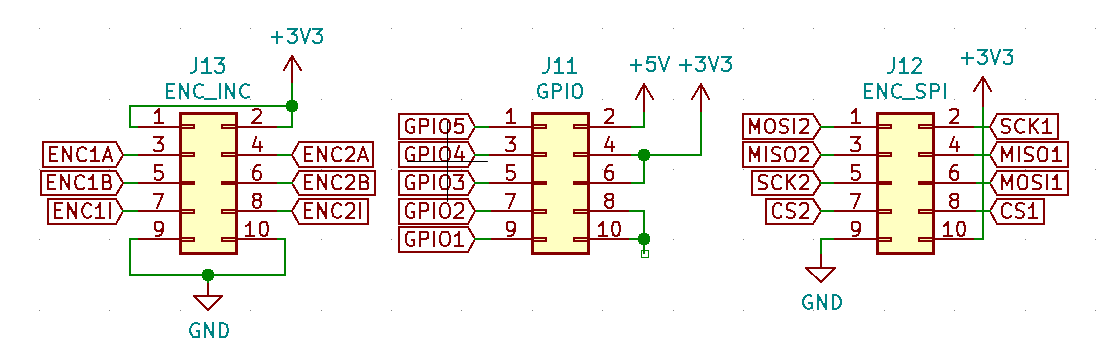 +3V3
J13
ENC_INC
1 2
ENC1A 3 4 ENC2A
ENC1B 5 6 ENC2B
ENC1I 7 8 ENC2I
9 10
GND
+5V +3V3
J11
GPIO
GPIO5 1 2
GPIO4 3 4
GPIO3 5 6
GPIO2 7 8
GPIO1 9 10
+3V3
J12
ENC_SPI
MOSI2 1 2 SCK1
MISO2 3 4 MISO1
SCK2 5 6 MOSI1
CS2 7 8 CS1
9 10
GND